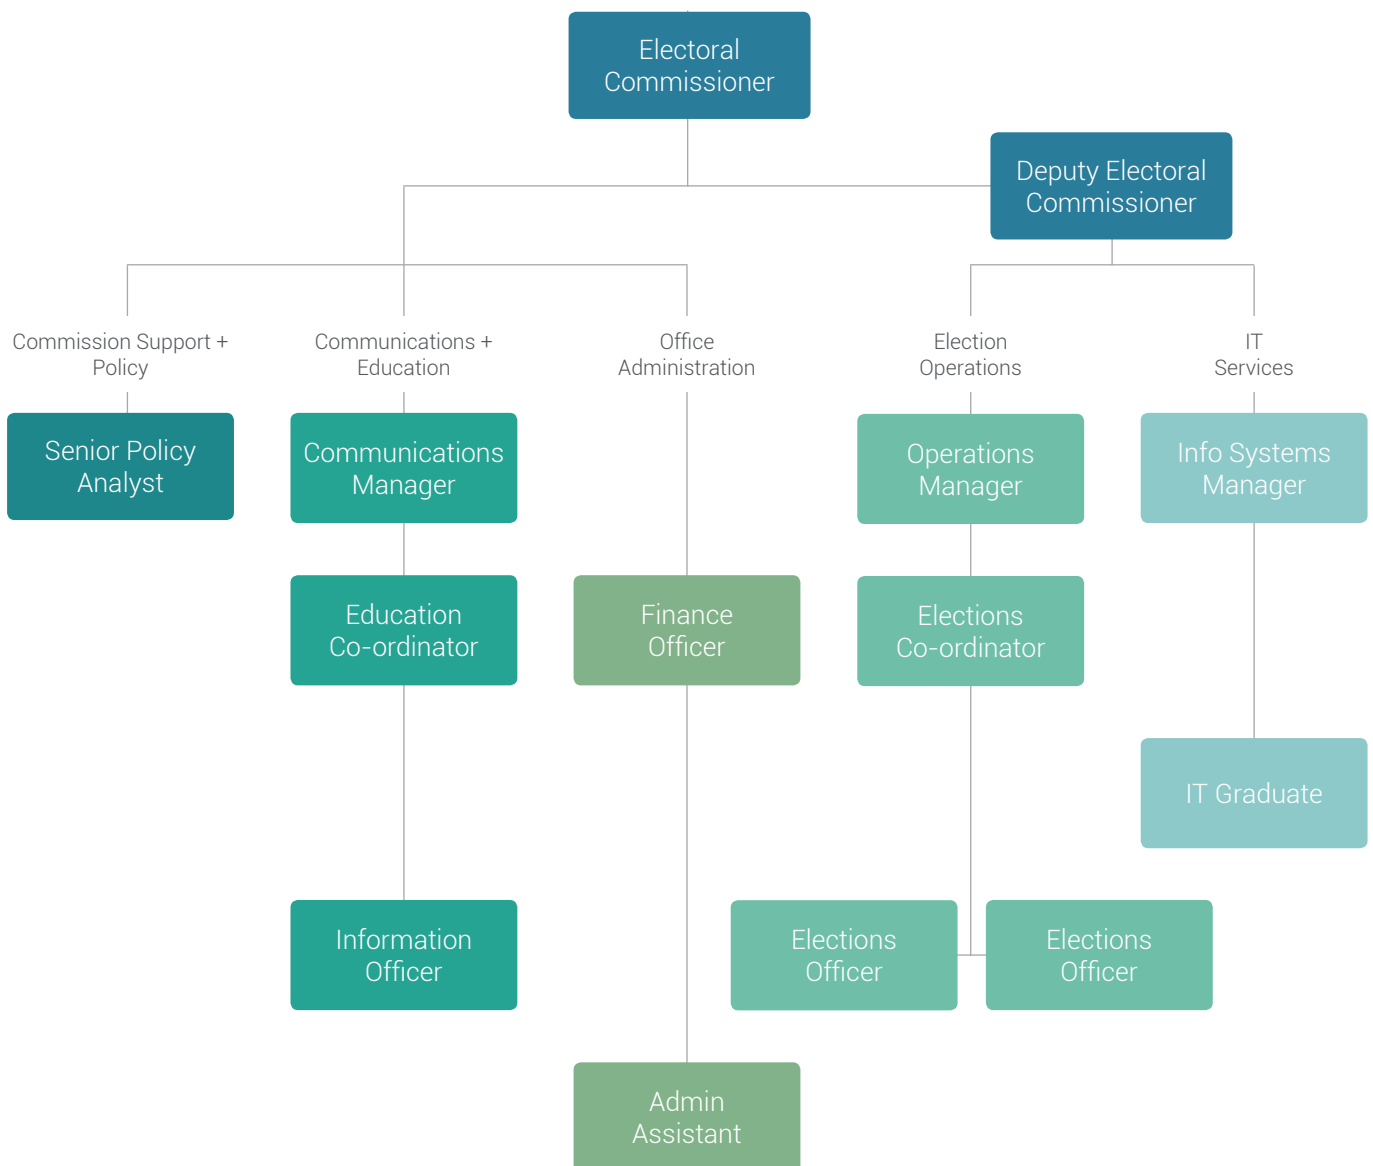 Electoral
Commissioner
Deputy Electoral
Commissioner
Commission Support +
Policy
Communications +
Education
Office
Administration
Election
Operations
IT
Services
Senior Policy
Analyst
Communications
Manager
Operations
Manager
Info Systems
Manager
Education
Co-ordinator
Finance
Officer
Elections
Co-ordinator
IT Graduate
Information
Officer
Elections
Officer
Elections
Officer
Admin
Assistant